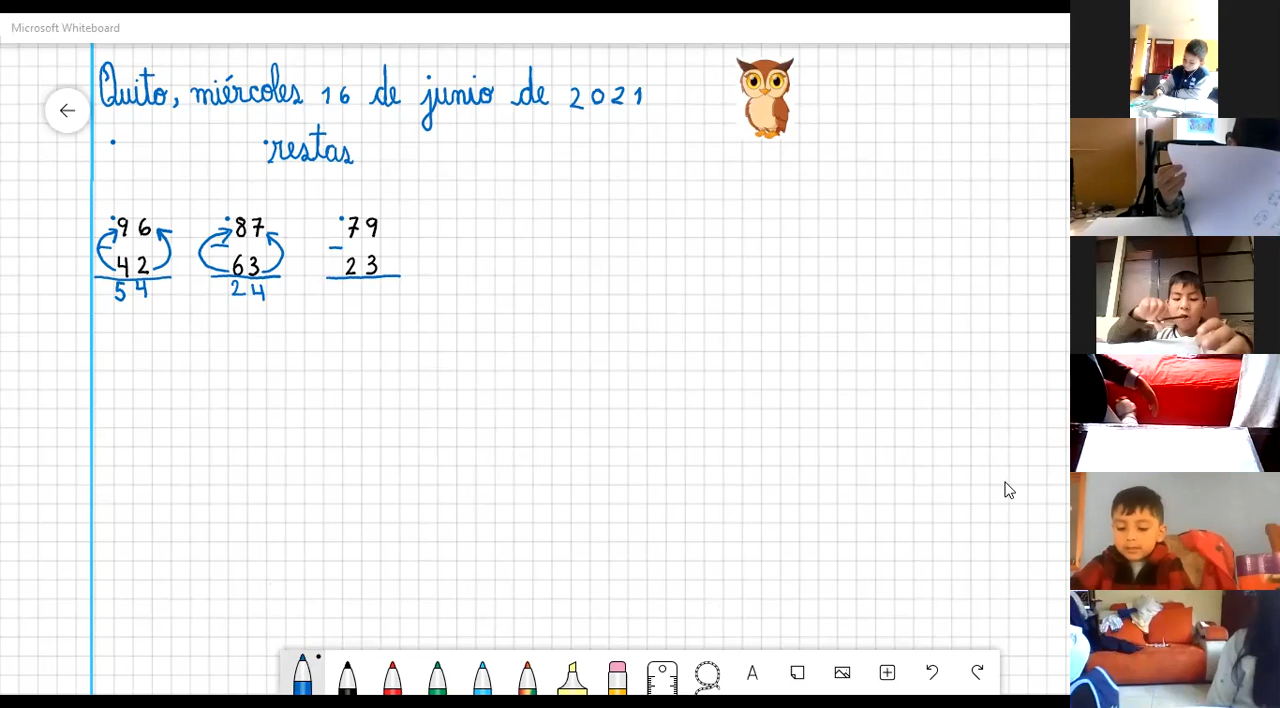 Microsoft Whiteboard
Quito, miércoles 16 de junio de 2021
restas
96 87 79
- - -
42 63 23
54 24
A